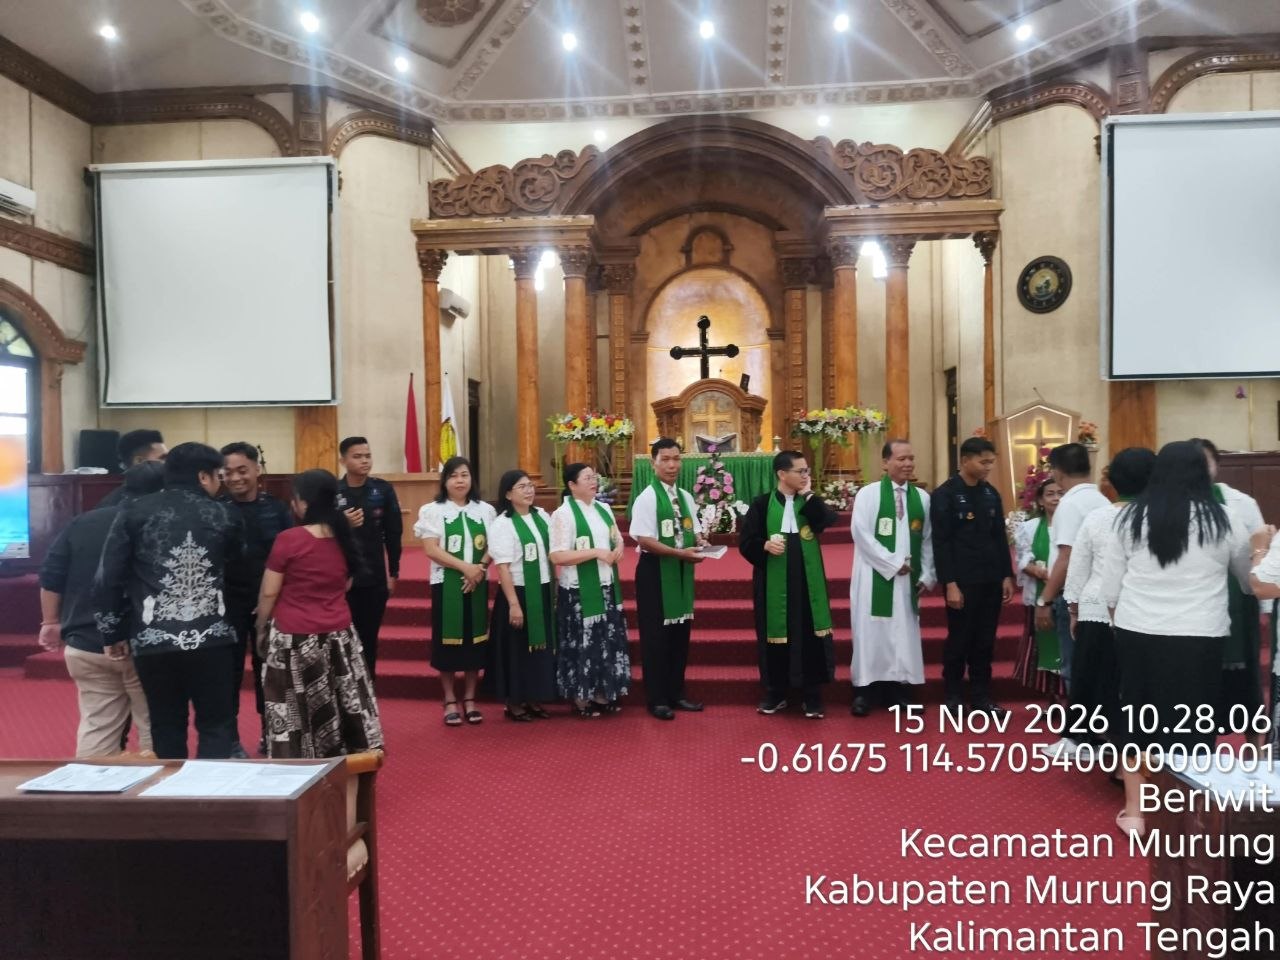 15 Nov 2026 10.28.06
-0.61675 114.57054000000001
Beriwit
Kecamatan Murung
Kabupaten Murung Raya
Kalimantan Tengah